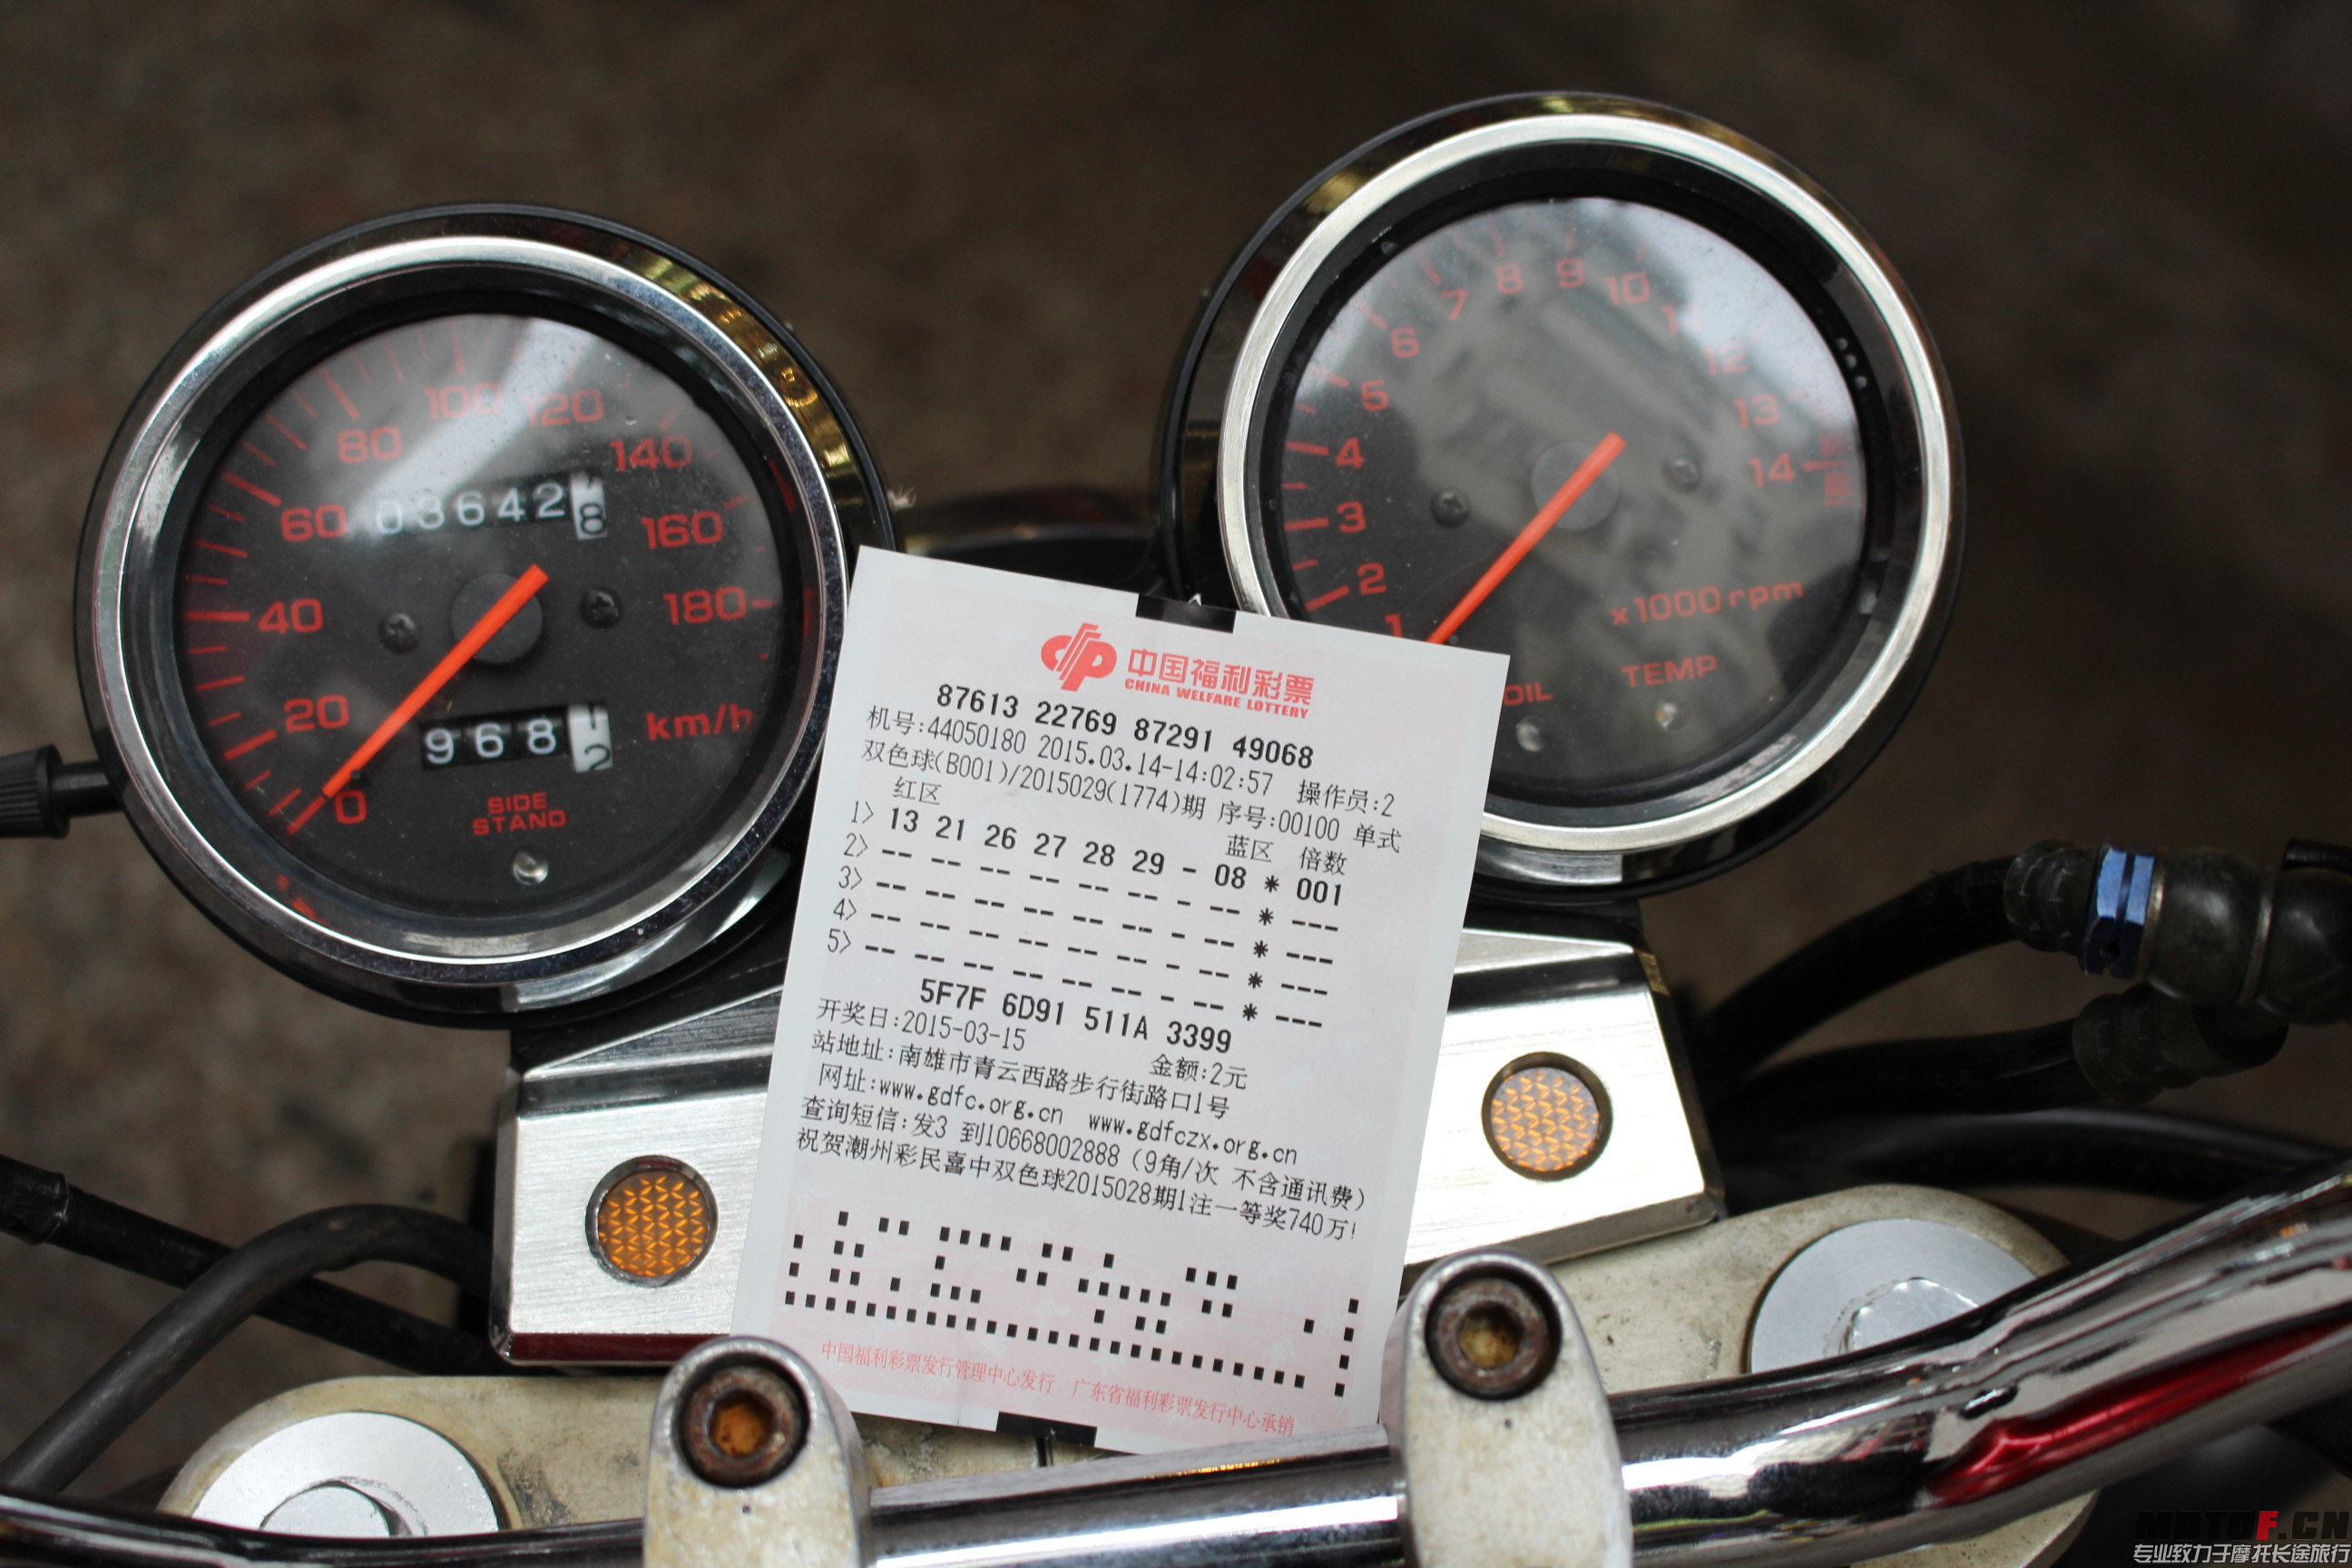 100 120
80 140
60 03642 8 160
40 180
20 968 km/h
0 SIDE
STAND
7 8 9 10
6 12
5 13
4 14
3
2 x1000rpm
1 TEMP
OIL
中国福利彩票
CHINA WELFARE LOTTERY
87613 22769 87291 49068
机号:44050180 2015.03.14-14:02:57 操作员:2
双色球(B001)/2015029(1774)期 序号:00100 单式
红区 蓝区 倍数
1> 13 21 26 27 28 29 - 08 * 001
2> -- -- -- -- -- -- - -- * ---
3> -- -- -- -- -- -- - -- * ---
4> -- -- -- -- -- -- - -- * ---
5> -- -- -- -- -- -- - -- * ---
5F7F 6D91 511A 3399
开奖日:2015-03-15 金额:2元
站地址:南雄市青云西路步行街路口1号
网址:www.gdfc.org.cn www.gdfczx.org.cn
查询短信:发3 到10668002888（9角/次 不含通讯费）
祝贺潮州彩民喜中双色球2015028期1注一等奖740万!
中国福利彩票发行管理中心发行 广东省福利彩票发行中心承销
MOTOF.CN
专业致力于摩托长途旅行